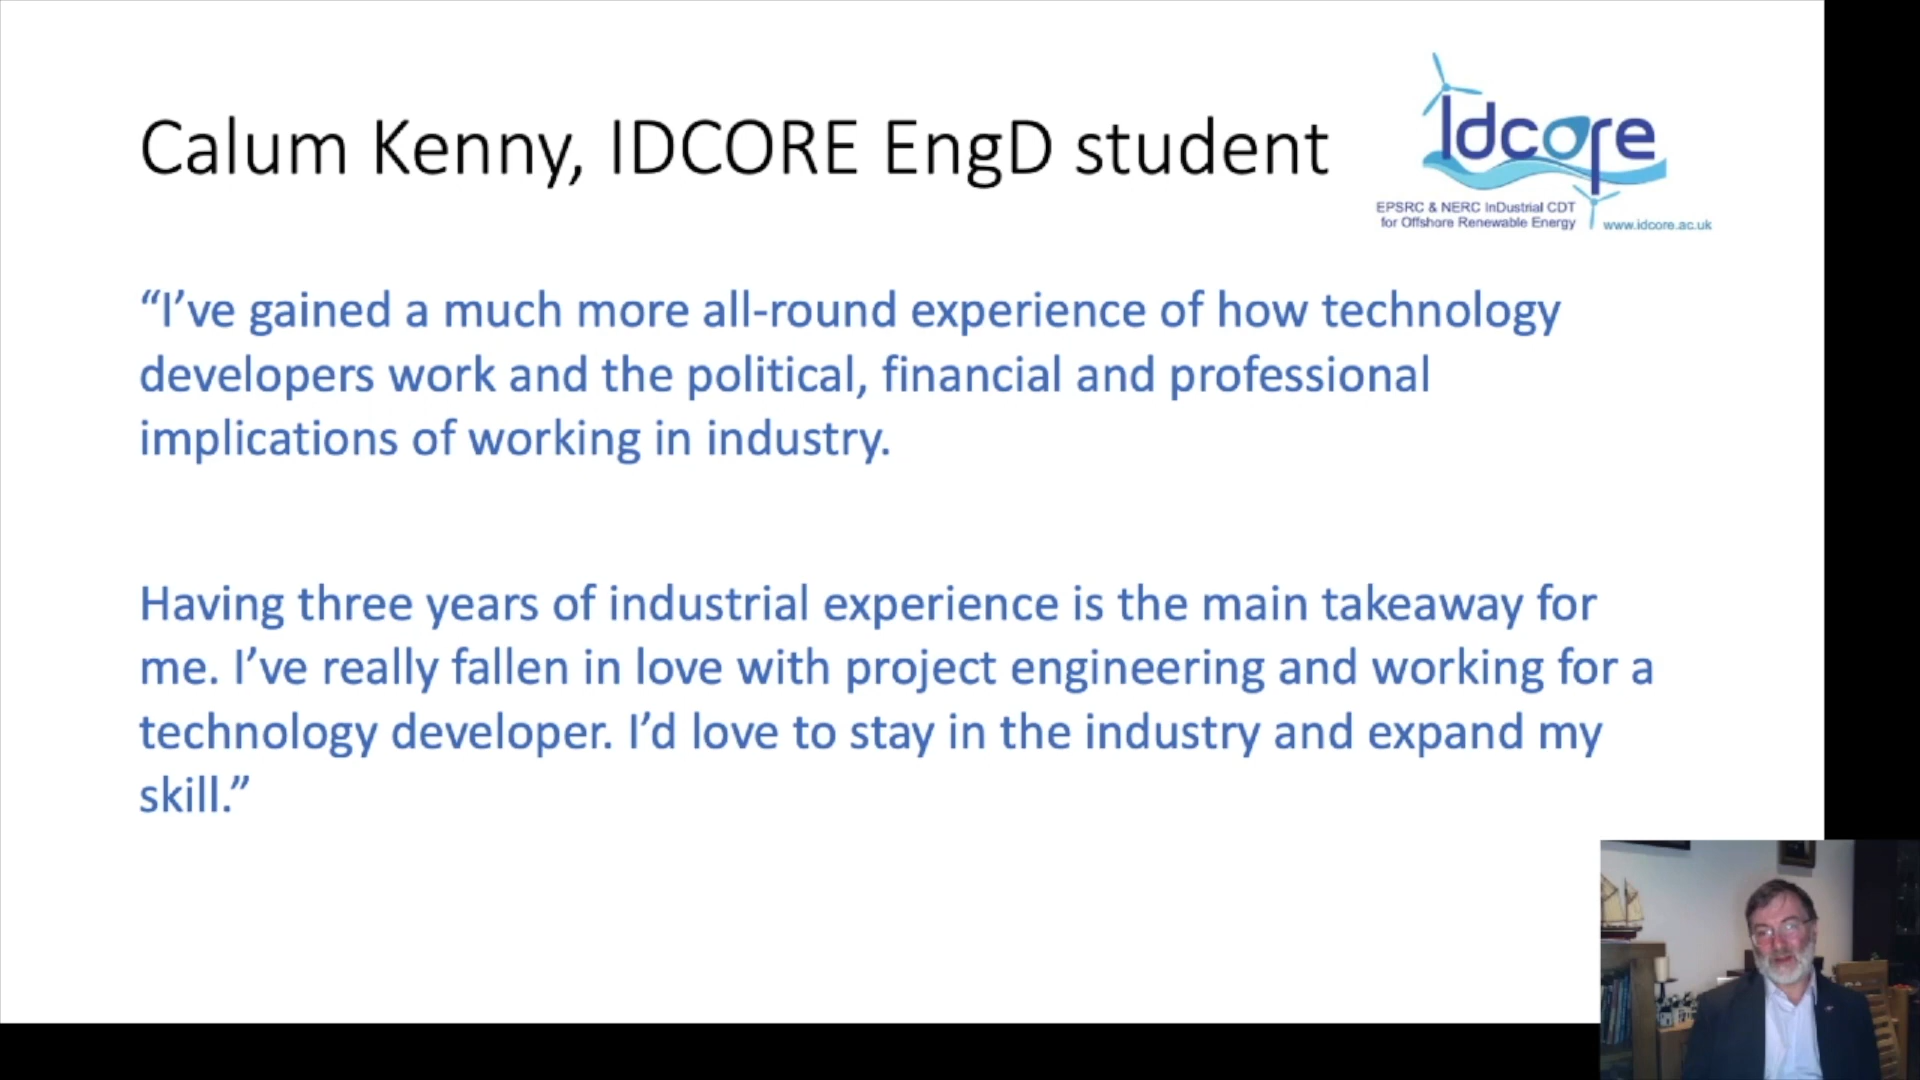 Calum Kenny, IDCORE EngD student
Idcore
EPSRC & NERC InDustrial CDT
for Offshore Renewable Energy
www.idcore.ac.uk
“I’ve gained a much more all-round experience of how technology
developers work and the political, financial and professional
implications of working in industry.
Having three years of industrial experience is the main takeaway for
me. I’ve really fallen in love with project engineering and working for a
technology developer. I’d love to stay in the industry and expand my
skill.”